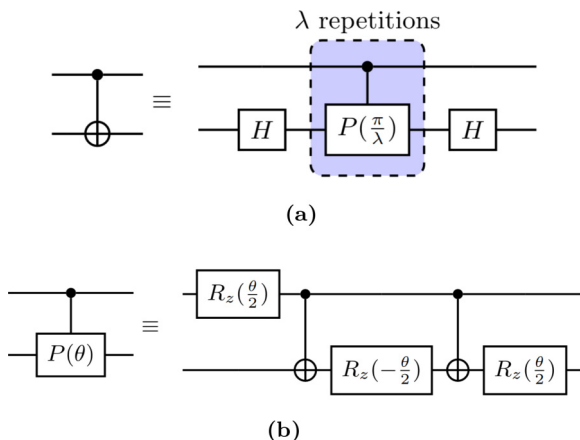 λ repetitions
≡
H
P(π/λ)
H
(a)
R_z(θ/2)
P(θ)
≡
R_z(-θ/2)
R_z(θ/2)
(b)